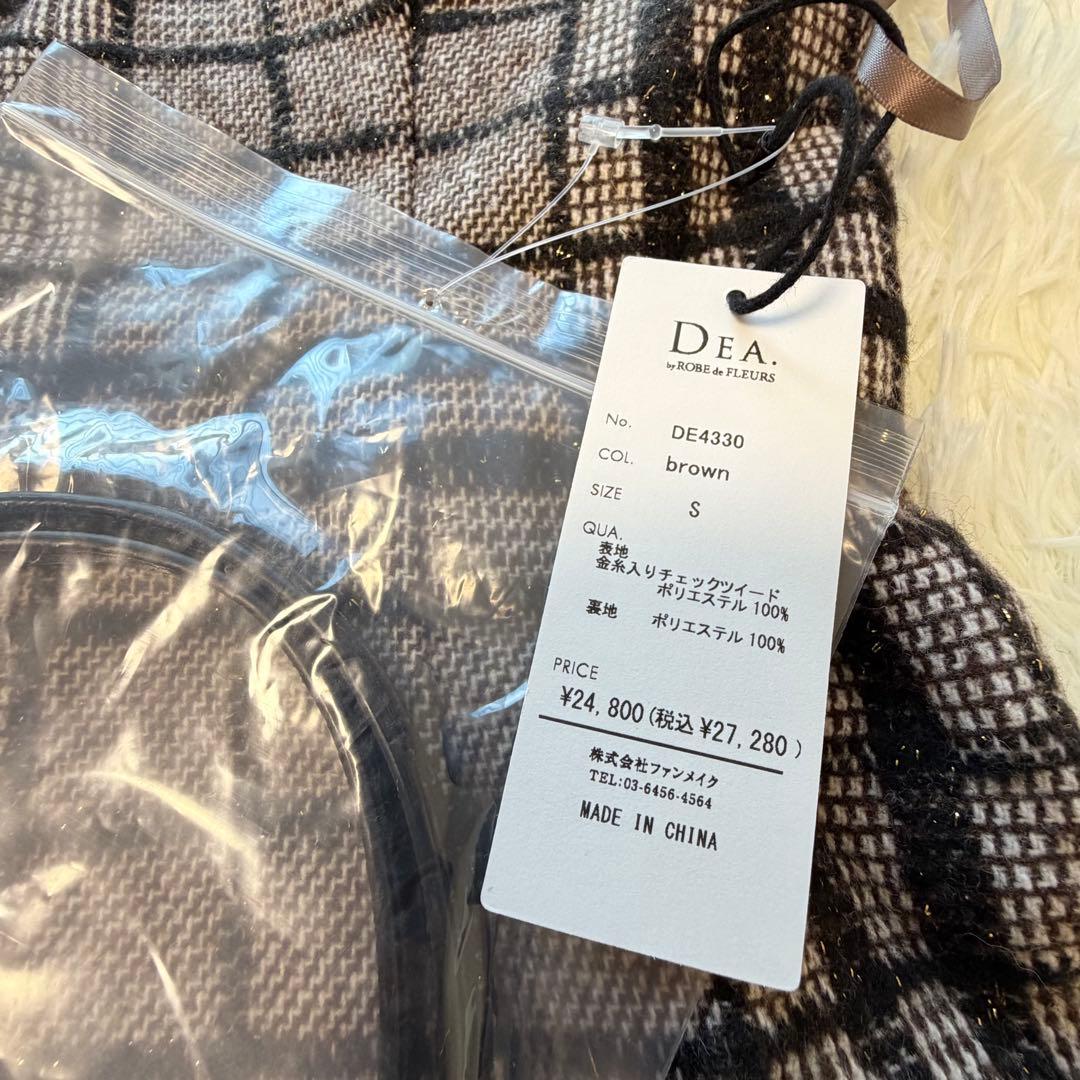 DEA.
by ROBE de FLEURS
No. DE4330
COL. brown
SIZE S
QUA.
表地
金糸入りチェックツイード
ポリエステル 100%
裏地 ポリエステル 100%
PRICE
¥24,800(税込¥27,280)
株式会社ファンメイク
TEL:03-6456-4564
MADE IN CHINA